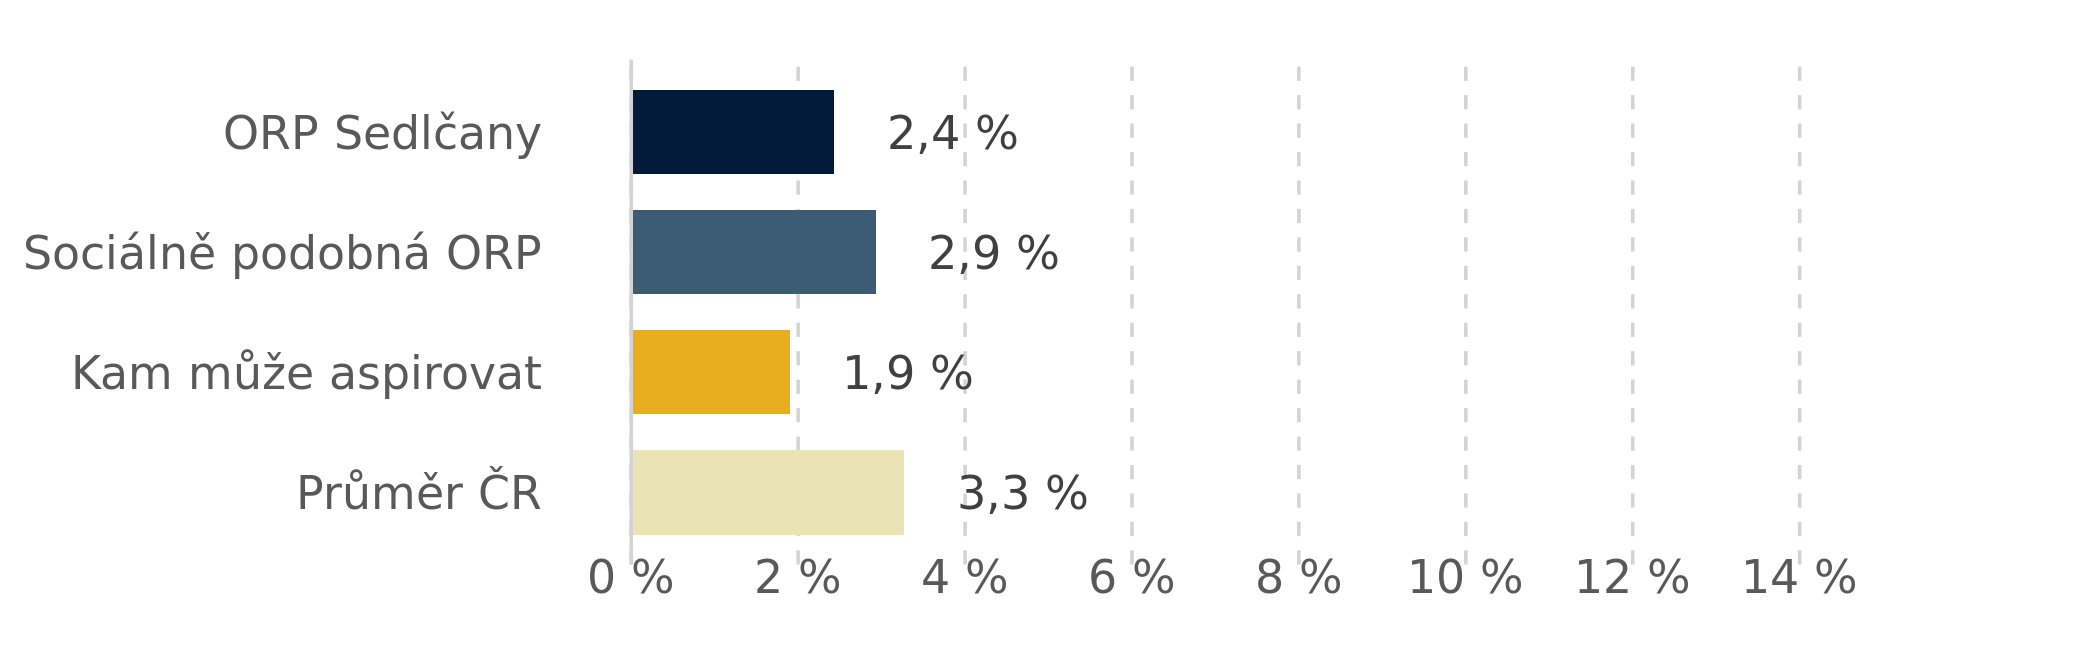 ORP Sedlčany 2,4 %
Sociálně podobná ORP 2,9 %
Kam může aspirovat 1,9 %
Průměr ČR 3,3 %
0 % 2 % 4 % 6 % 8 % 10 % 12 % 14 %